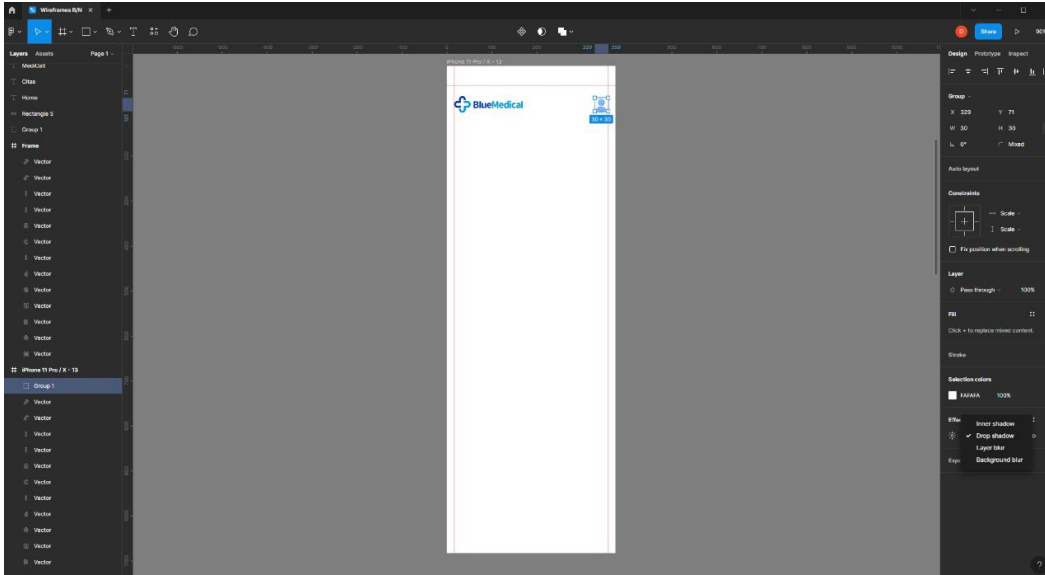 Wireframes B/N × +
T
Share
Layers Assets Page 1
Design Prototype Inspect
MediCall
Citas
Home
Rectangle 5
Group 1
Frame
Vector
Vector
Vector
Vector
Vector
Vector
Vector
Vector
Vector
Vector
Vector
Vector
Vector
iPhone 11 Pro / X - 13
Group 1
Vector
Vector
Vector
Vector
Vector
Vector
Vector
Vector
Vector
Vector
Vector
329 359
iPhone 11 Pro / X - 13
BlueMedical
30 × 30
Group
X 329 Y 71
W 30 H 30
0° Mixed
Auto layout
Constraints
Scale
Scale
Fix position when scrolling
Layer
Pass through 100%
Fill
Click + to replace mixed content.
Stroke
Selection colors
FAFAFA 100%
Inner shadow
Drop shadow
Layer blur
Background blur
?